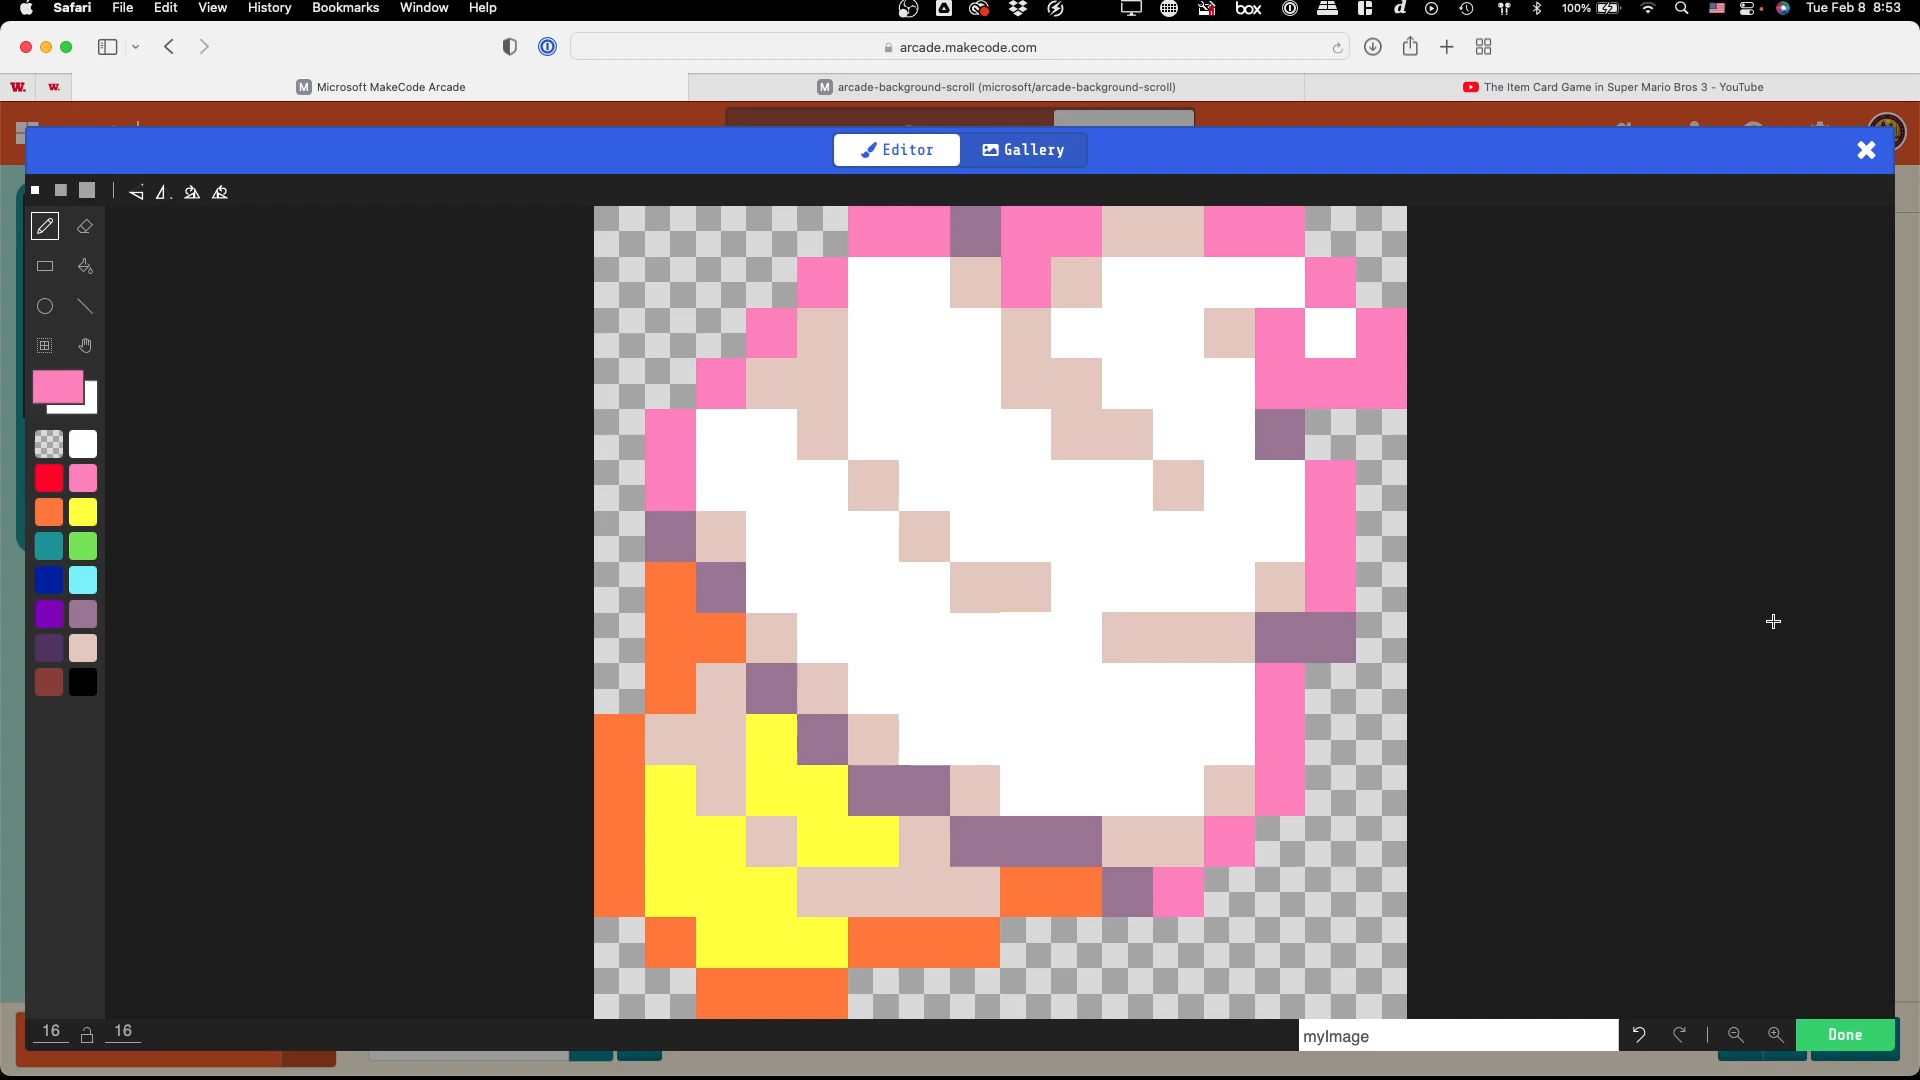 Safari File Edit View History Bookmarks Window Help box 100% Tue Feb 8 8:53
arcade.makecode.com
W. W. M Microsoft MakeCode Arcade M arcade-background-scroll (microsoft/arcade-background-scroll) The Item Card Game in Super Mario Bros 3 - YouTube
Editor Gallery
16 16 myImage Done